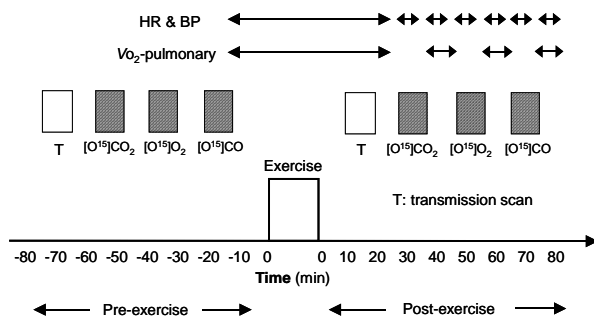 HR & BP
Vo₂-pulmonary
T [O¹⁵]CO₂ [O¹⁵]O₂ [O¹⁵]CO T [O¹⁵]CO₂ [O¹⁵]O₂ [O¹⁵]CO
Exercise
T: transmission scan
-80 -70 -60 -50 -40 -30 -20 -10 0 0 10 20 30 40 50 60 70 80
Time (min)
Pre-exercise Post-exercise